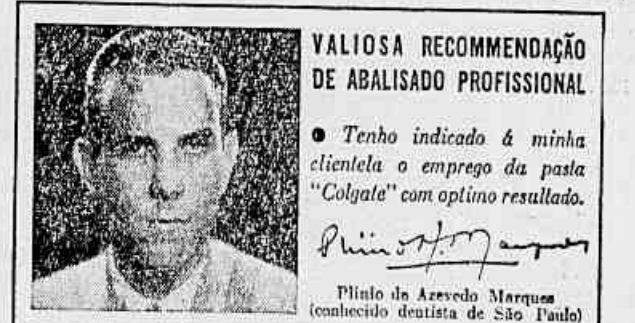 VALIOSA RECOMMENDAÇÃO
DE ABALISADO PROFISSIONAL
● Tenho indicado á minha
clientela o emprego da pasta
"Colgate" com optimo resultado.
Plinio de Azevedo Marques
(conhecido dentista de São Paulo)